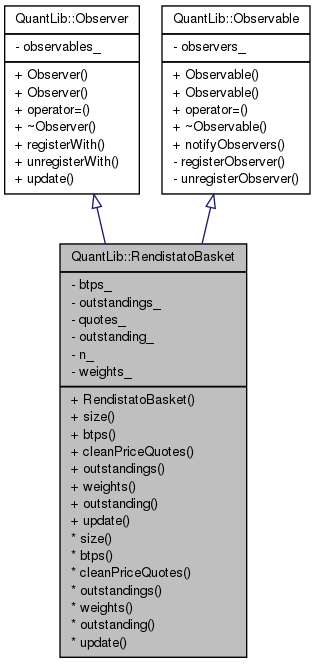 QuantLib::Observer
- observables_
+ Observer()
+ Observer()
+ operator=()
+ ~Observer()
+ registerWith()
+ unregisterWith()
+ update()
QuantLib::Observable
- observers_
+ Observable()
+ Observable()
+ operator=()
+ ~Observable()
+ notifyObservers()
- registerObserver()
- unregisterObserver()
QuantLib::RendistatoBasket
- btps_
- outstandings_
- quotes_
- outstanding_
- n_
- weights_
+ RendistatoBasket()
+ size()
+ btps()
+ cleanPriceQuotes()
+ outstandings()
+ weights()
+ outstanding()
+ update()
* size()
* btps()
* cleanPriceQuotes()
* outstandings()
* weights()
* outstanding()
* update()